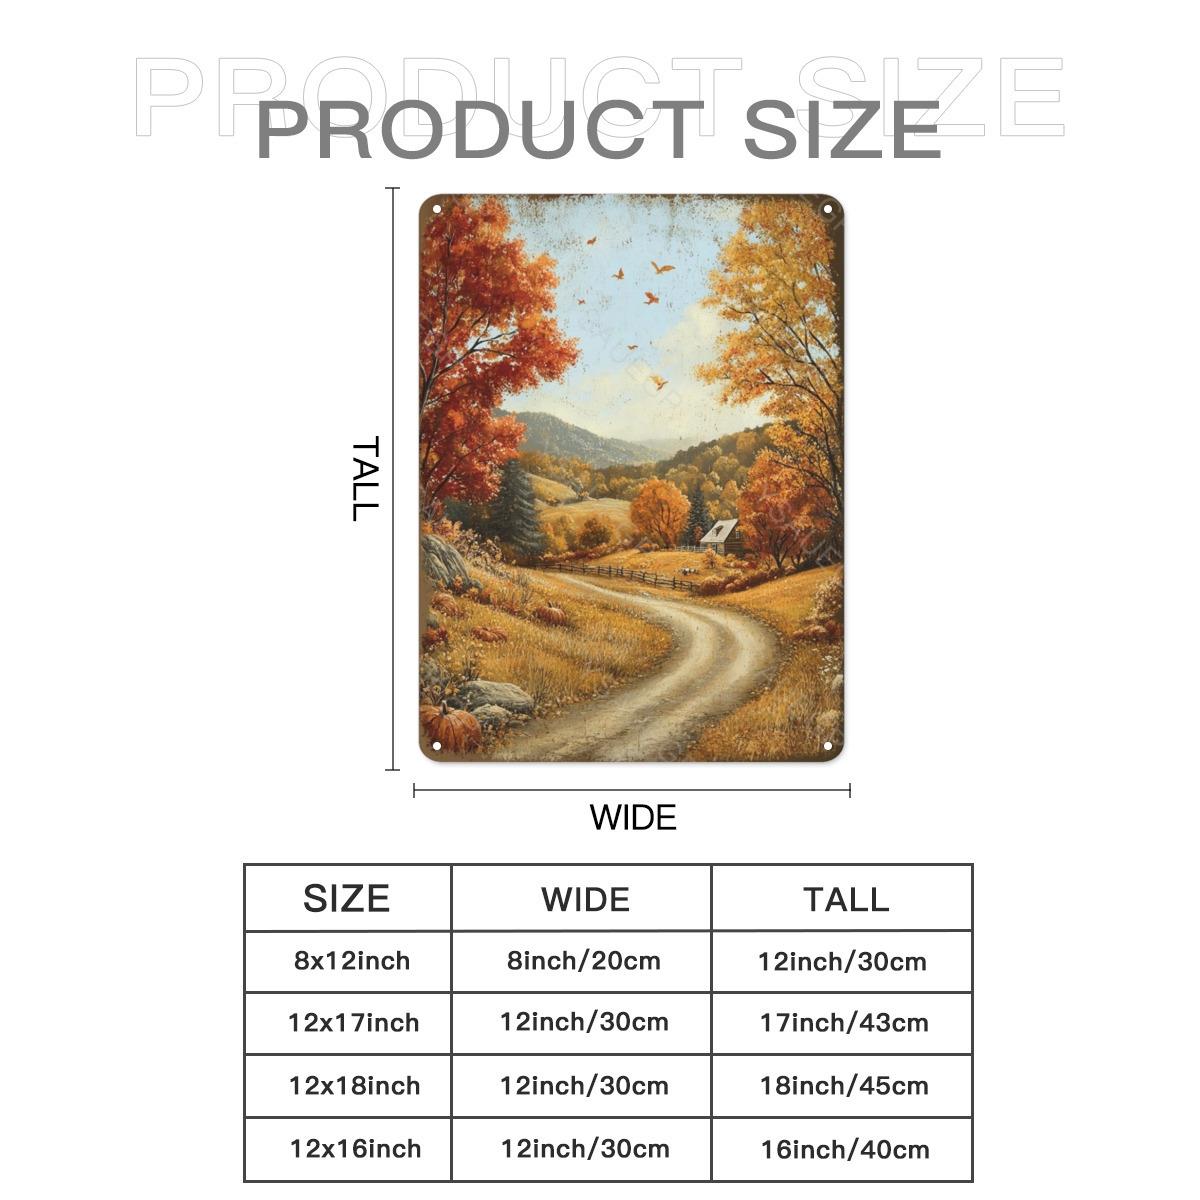 PRODUCT SIZE
PRODUCT SIZE
TALL
WIDE
SIZE WIDE TALL
8x12inch 8inch/20cm 12inch/30cm
12x17inch 12inch/30cm 17inch/43cm
12x18inch 12inch/30cm 18inch/45cm
12x16inch 12inch/30cm 16inch/40cm